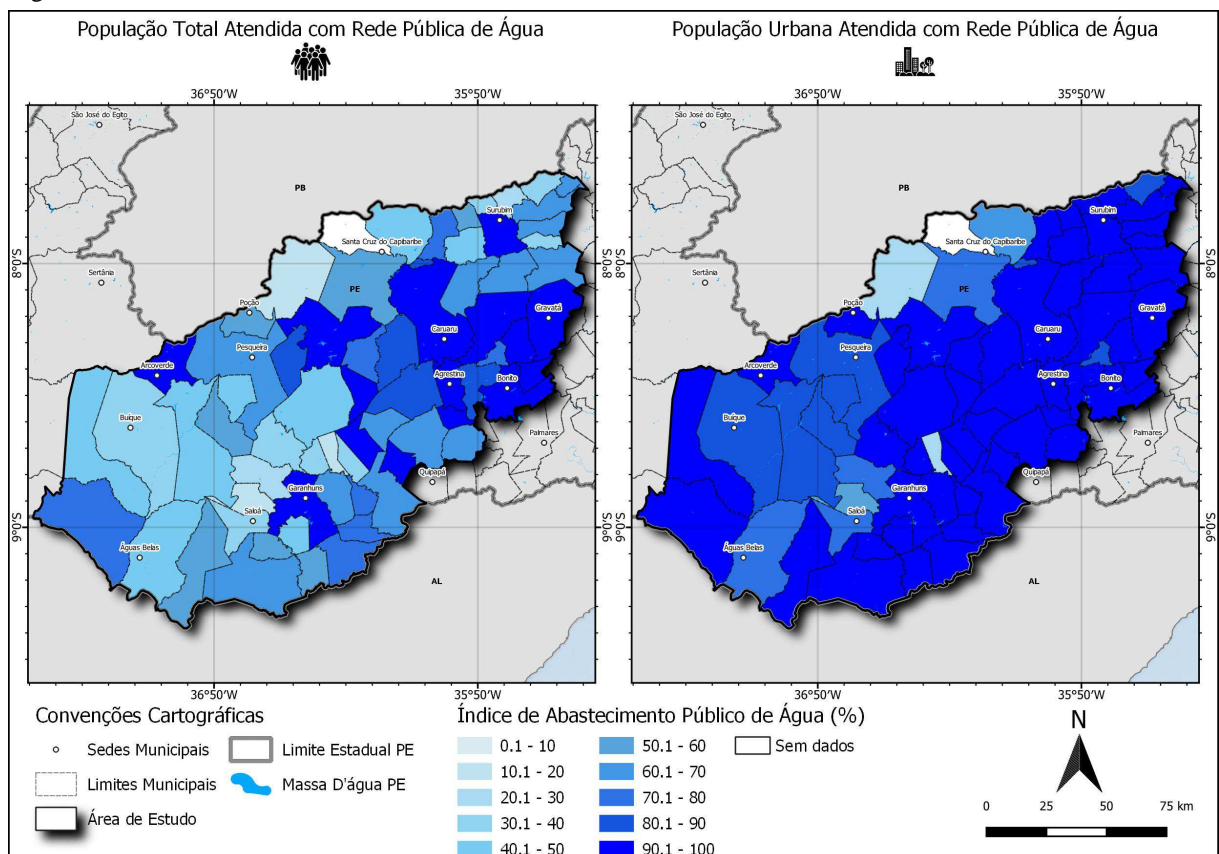 População Total Atendida com Rede Pública de Água
População Urbana Atendida com Rede Pública de Água
36°50'W
35°50'W
36°50'W
35°50'W
São José do Egito
PB
Surubim
Santa Cruz do Capibaribe
8°0'S
Sertânia
PE
Poção
Gravatá
Caruaru
Pesqueira
Arcoverde
Agrestina
Bonito
Buíque
Palmares
Quipapá
Garanhuns
Saloá
9°0'S
Águas Belas
AL
36°50'W
35°50'W
São José do Egito
PB
Surubim
Santa Cruz do Capibaribe
8°0'S
Sertânia
PE
Poção
Gravatá
Caruaru
Pesqueira
Arcoverde
Agrestina
Bonito
Buíque
Palmares
Quipapá
Garanhuns
Saloá
9°0'S
Águas Belas
AL
36°50'W
35°50'W
Convenções Cartográficas
Sedes Municipais
Limite Estadual PE
Limites Municipais
Massa D'água PE
Área de Estudo
Índice de Abastecimento Público de Água (%)
0.1 - 10
50.1 - 60
Sem dados
10.1 - 20
60.1 - 70
20.1 - 30
70.1 - 80
30.1 - 40
80.1 - 90
40.1 - 50
90.1 - 100
N
0 25 50 75 km